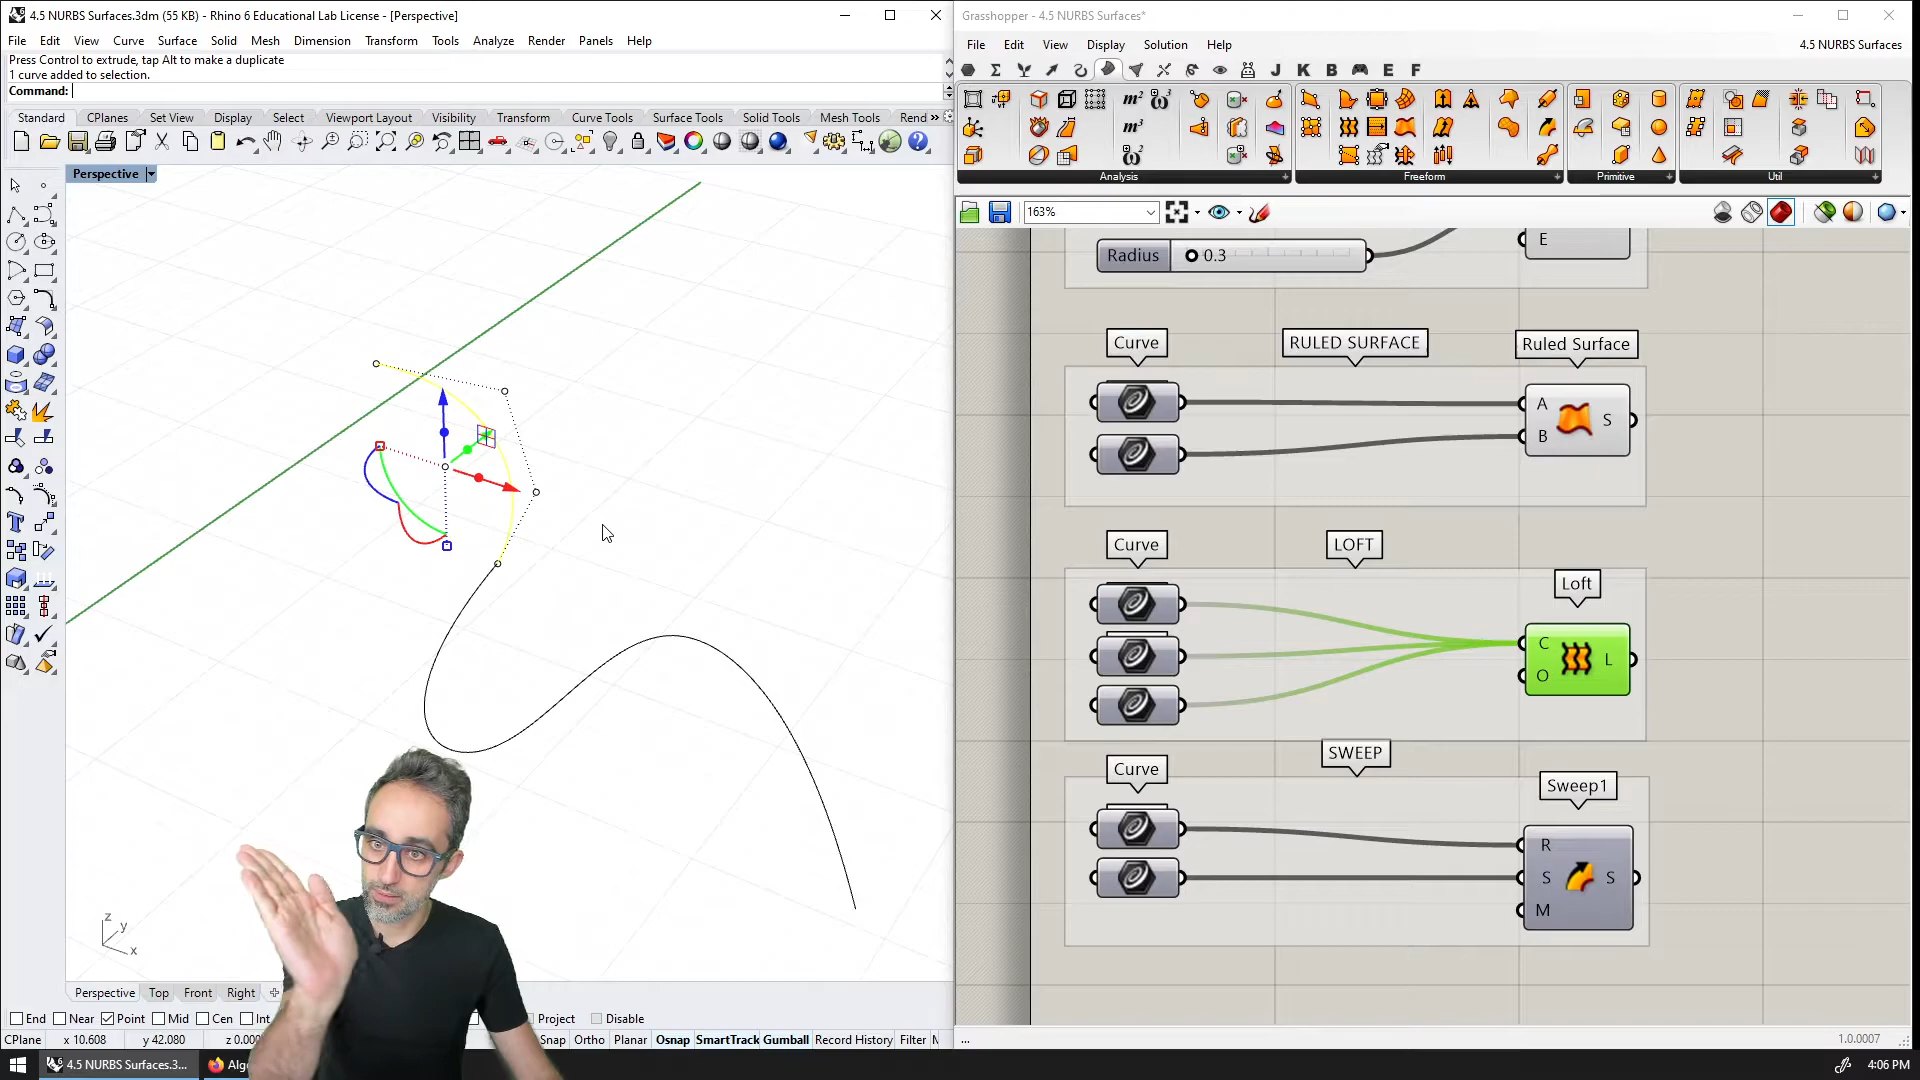 4.5 NURBS Surfaces.3dm (55 KB) - Rhino 6 Educational Lab License - [Perspective]
File Edit View Curve Surface Solid Mesh Dimension Transform Tools Analyze Render Panels Help
Press Control to extrude, tap Alt to make a duplicate
1 curve added to selection.
Command:
Standard CPlanes Set View Display Select Viewport Layout Visibility Transform Curve Tools Surface Tools Solid Tools Mesh Tools Rend »
Perspective
z
y
x
Perspective Top Front Right
End Near Point Mid Cen Int Project Disable
CPlane x 10.608 y 42.080 z 0.00 Snap Ortho Planar Osnap SmartTrack Gumball Record History Filter
4.5 NURBS Surfaces.3... Algo
Grasshopper - 4.5 NURBS Surfaces*
File Edit View Display Solution Help 4.5 NURBS Surfaces
J K B E F
m²
m³
Analysis Freeform Primitive Util
163%
E
Radius 0.3
Curve RULED SURFACE Ruled Surface
A
B
S
Curve LOFT
Loft
C
O
L
Curve SWEEP
Sweep1
R
S
M
S
... 1.0.0007
4:06 PM